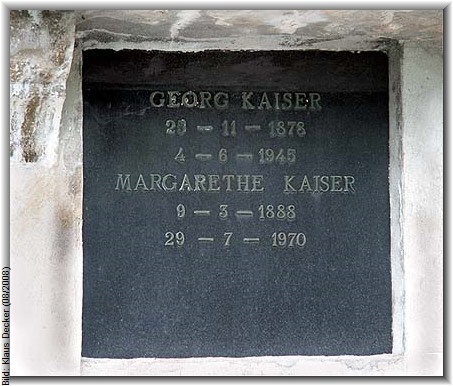 GEORG KAISER
25 – 11 – 1878
4 – 6 – 1945
MARGARETHE KAISER
9 – 3 – 1888
29 – 7 – 1970
Bild: Klaus Decker (08/2008)